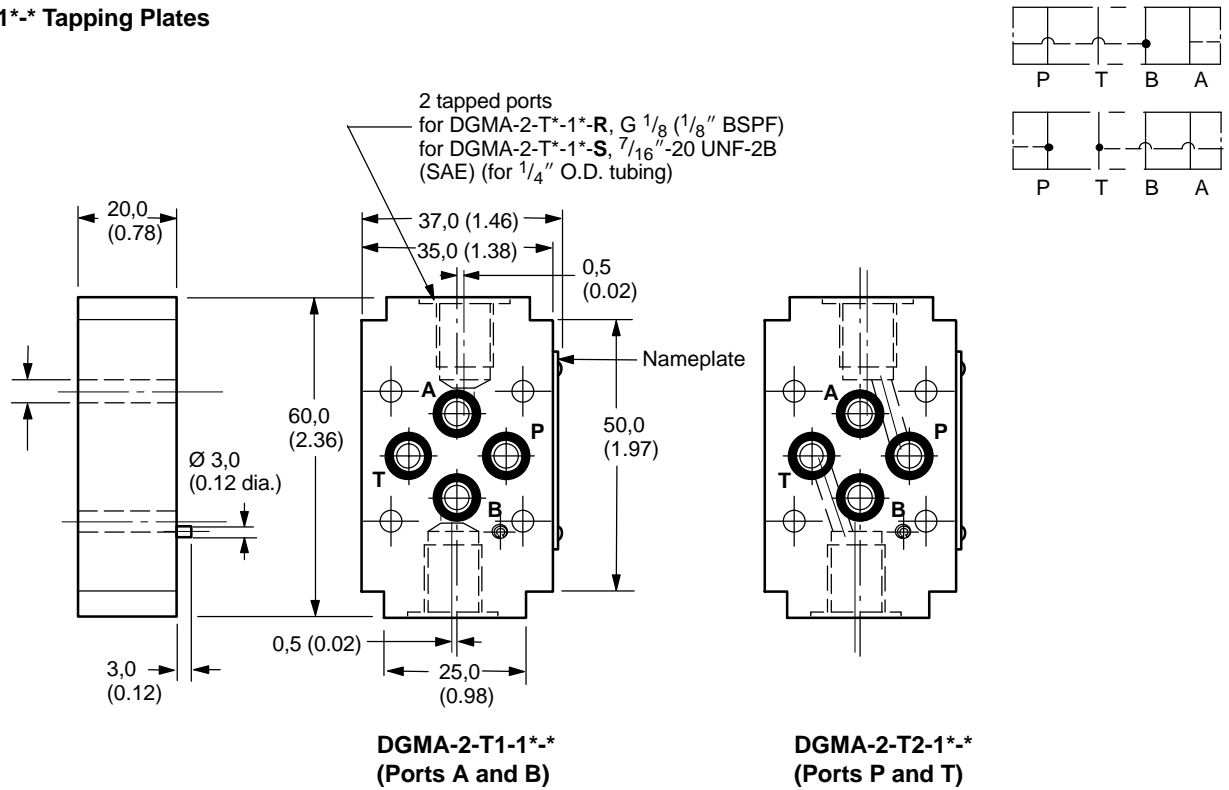 1*-* Tapping Plates
P T B A
P T B A
2 tapped ports
for DGMA-2-T*-1*-R, G 1/8 (1/8″ BSPF)
for DGMA-2-T*-1*-S, 7/16″-20 UNF-2B
(SAE) (for 1/4″ O.D. tubing)
20,0
(0.78)
37,0 (1.46)
35,0 (1.38)
0,5
(0.02)
Nameplate
A
P
T
B
60,0
(2.36)
50,0
(1.97)
Ø 3,0
(0.12 dia.)
A
P
T
B
0,5 (0.02)
3,0
(0.12)
25,0
(0.98)
DGMA-2-T1-1*-*
(Ports A and B)
DGMA-2-T2-1*-*
(Ports P and T)